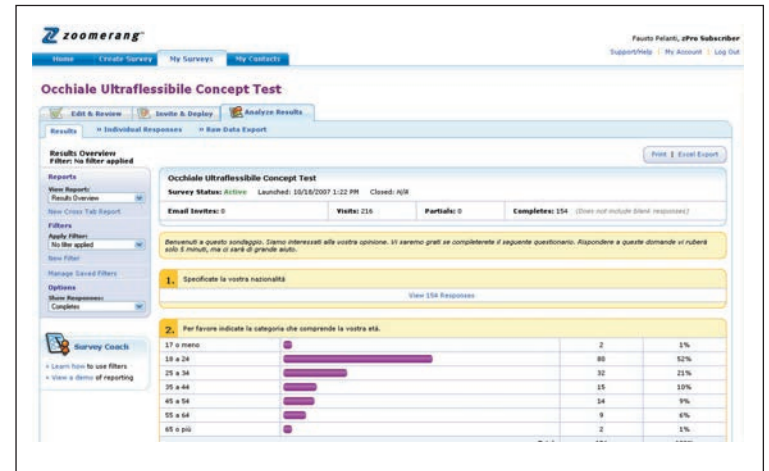 zoomerang
Fausto Pelanti, zPro Subscriber
Support/Help | My Account | Log Out
Home Create Survey My Surveys My Contacts
Occhiale Ultraflessibile Concept Test
Edit & Review Invite & Deploy Analyze Results
Results » Individual Responses » Raw Data Export
Results Overview
Filter: No filter applied
Print | Excel Export
Reports
View Report:
Results Overview
New Cross Tab Report
Filters
Apply Filter:
No filter applied
New Filter
Manage Saved Filters
Options
Show Responses:
Completes
Survey Coach
» Learn how to use filters
» View a demo of reporting
Occhiale Ultraflessibile Concept Test
Survey Status: Active Launched: 10/18/2007 1:22 PM Closed: N/A
Email Invites: 0 Visits: 216 Partials: 0 Completes: 154 (Does not include blank responses)
Benvenuti a questo sondaggio. Siamo interessati alla vostra opinione. Vi saremo grati se completerete il seguente questionario. Rispondere a queste domande vi ruberà
solo 5 minuti, ma ci sarà di grande aiuto.
1. Specificate la vostra nazionalità
View 154 Responses
2. Per favore indicate la categoria che comprende la vostra età.
17 o meno 2 1%
18 a 24 80 52%
25 a 34 32 21%
35 a 44 15 10%
45 a 54 14 9%
55 a 64 9 6%
65 o più 2 1%